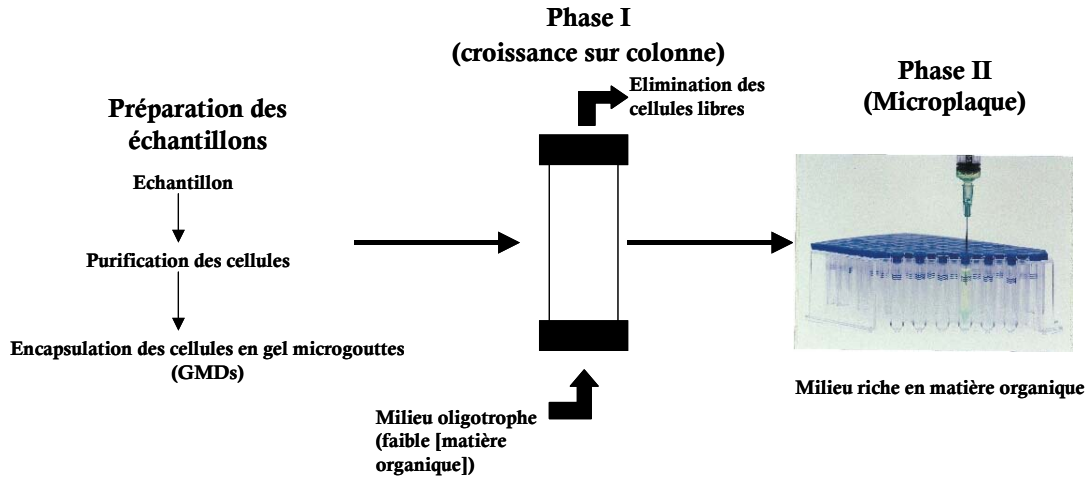 Préparation des
échantillons
Echantillon
Purification des cellules
Encapsulation des cellules en gel microgouttes
(GMDs)
Phase I
(croissance sur colonne)
Elimination des
cellules libres
Milieu oligotrophe
(faible [matière
organique])
Phase II
(Microplaque)
Milieu riche en matière organique